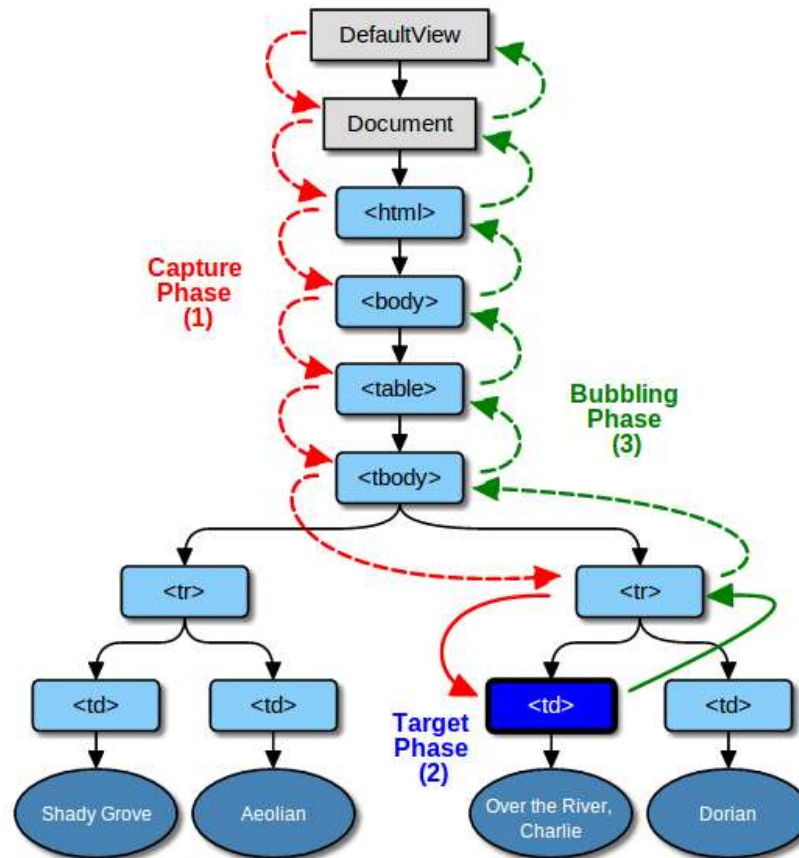 DefaultView
Document
<html>
Capture
Phase
(1)
<body>
<table>
Bubbling
Phase
(3)
<tbody>
<tr>
<tr>
<td>
<td>
<td>
<td>
Target
Phase
(2)
Shady Grove
Aeolian
Over the River,
Charlie
Dorian